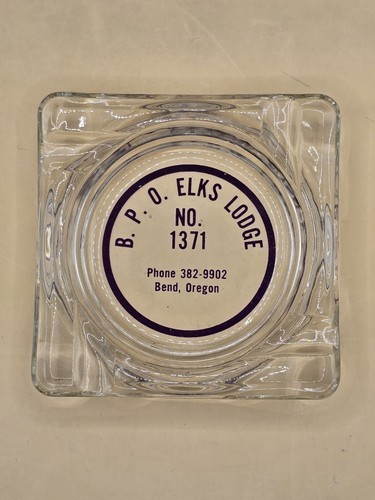 B. P. O. ELKS LODGE
NO.
1371
Phone 382-9902
Bend, Oregon